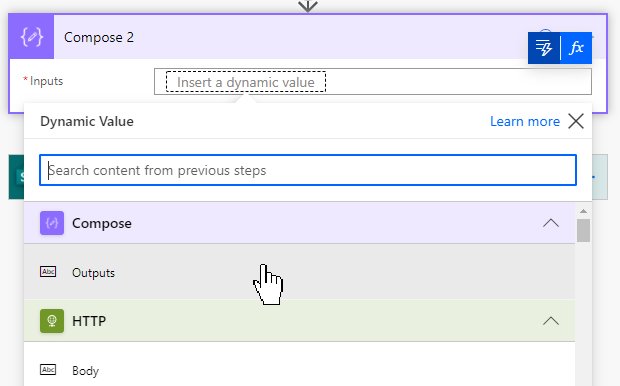 Compose 2
fx
* Inputs
Insert a dynamic value
Dynamic Value
Learn more
Search content from previous steps
Compose
Abc Outputs
HTTP
Abc Body